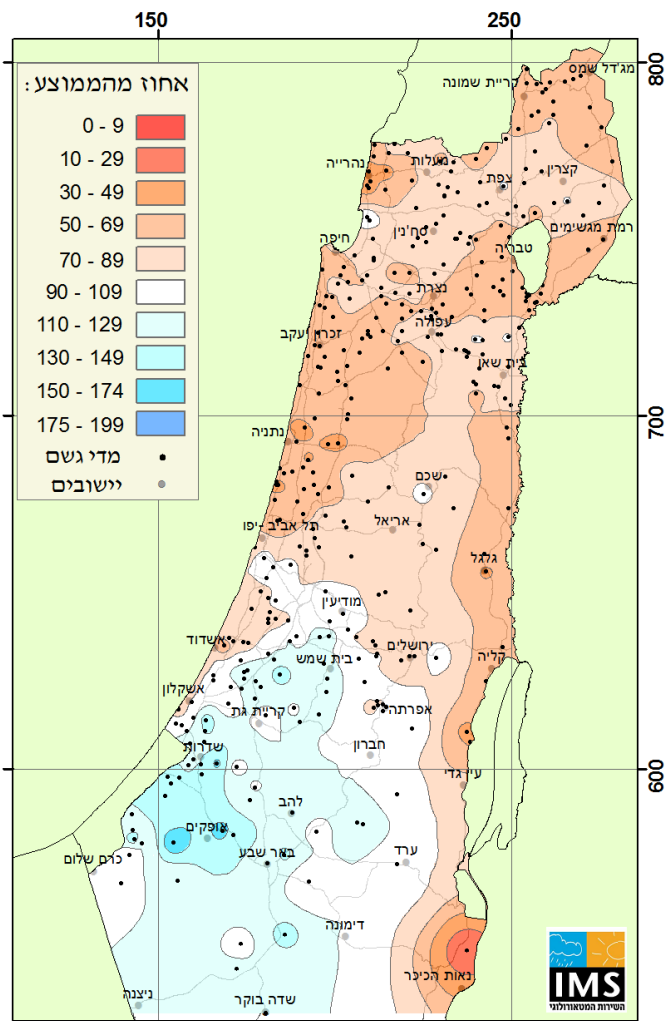 150
250
800
700
600
אחוז מהממוצע:
0 - 9
10 - 29
30 - 49
50 - 69
70 - 89
90 - 109
110 - 129
130 - 149
150 - 174
175 - 199
מדי גשם
יישובים
מג'דל שמס
קריית שמונה
נהרייה
מעלות
צפת
קצרין
סח'נין
רמת מגשימים
חיפה
טבריה
נצרת
עפולה
זכרון יעקב
בית שאן
נתניה
שכם
תל אביב -יפו
אריאל
גלגל
מודיעין
אשדוד
ירושלים
בית שמש
קליה
אשקלון
קריית גת
אפרתה
שדרות
חברון
עין גדי
להב
אופקים
באר שבע
ערד
כרם שלום
דימונה
נאות הכיכר
ניצנה
שדה בוקר
IMS
השירות המטאורולוגי